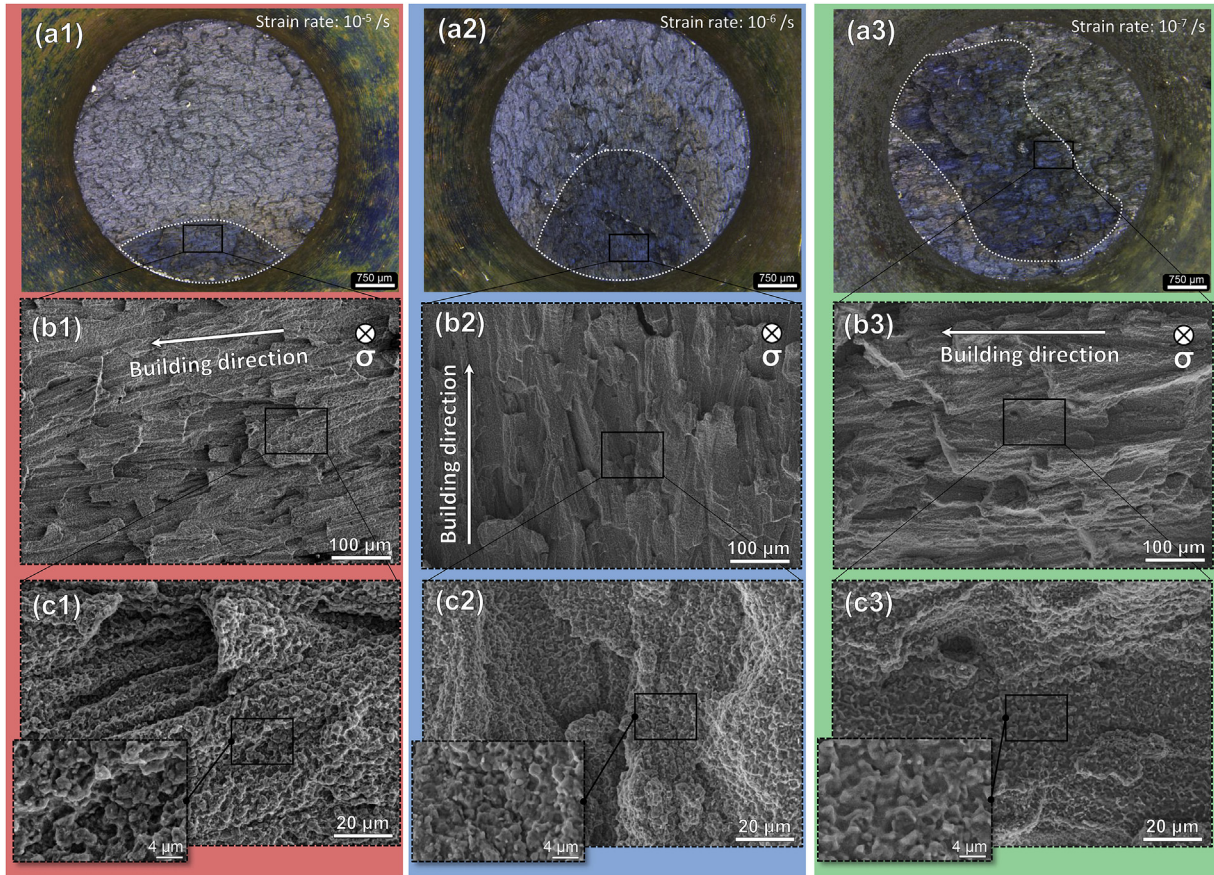 (a1)
Strain rate: 10⁻⁵ /s
750 µm
(a2)
Strain rate: 10⁻⁶ /s
750 µm
(a3)
Strain rate: 10⁻⁷ /s
750 µm
(b1)
Building direction
σ
100 µm
(b2)
Building direction
σ
100 µm
(b3)
Building direction
σ
100 µm
(c1)
4 µm
20 µm
(c2)
4 µm
20 µm
(c3)
4 µm
20 µm